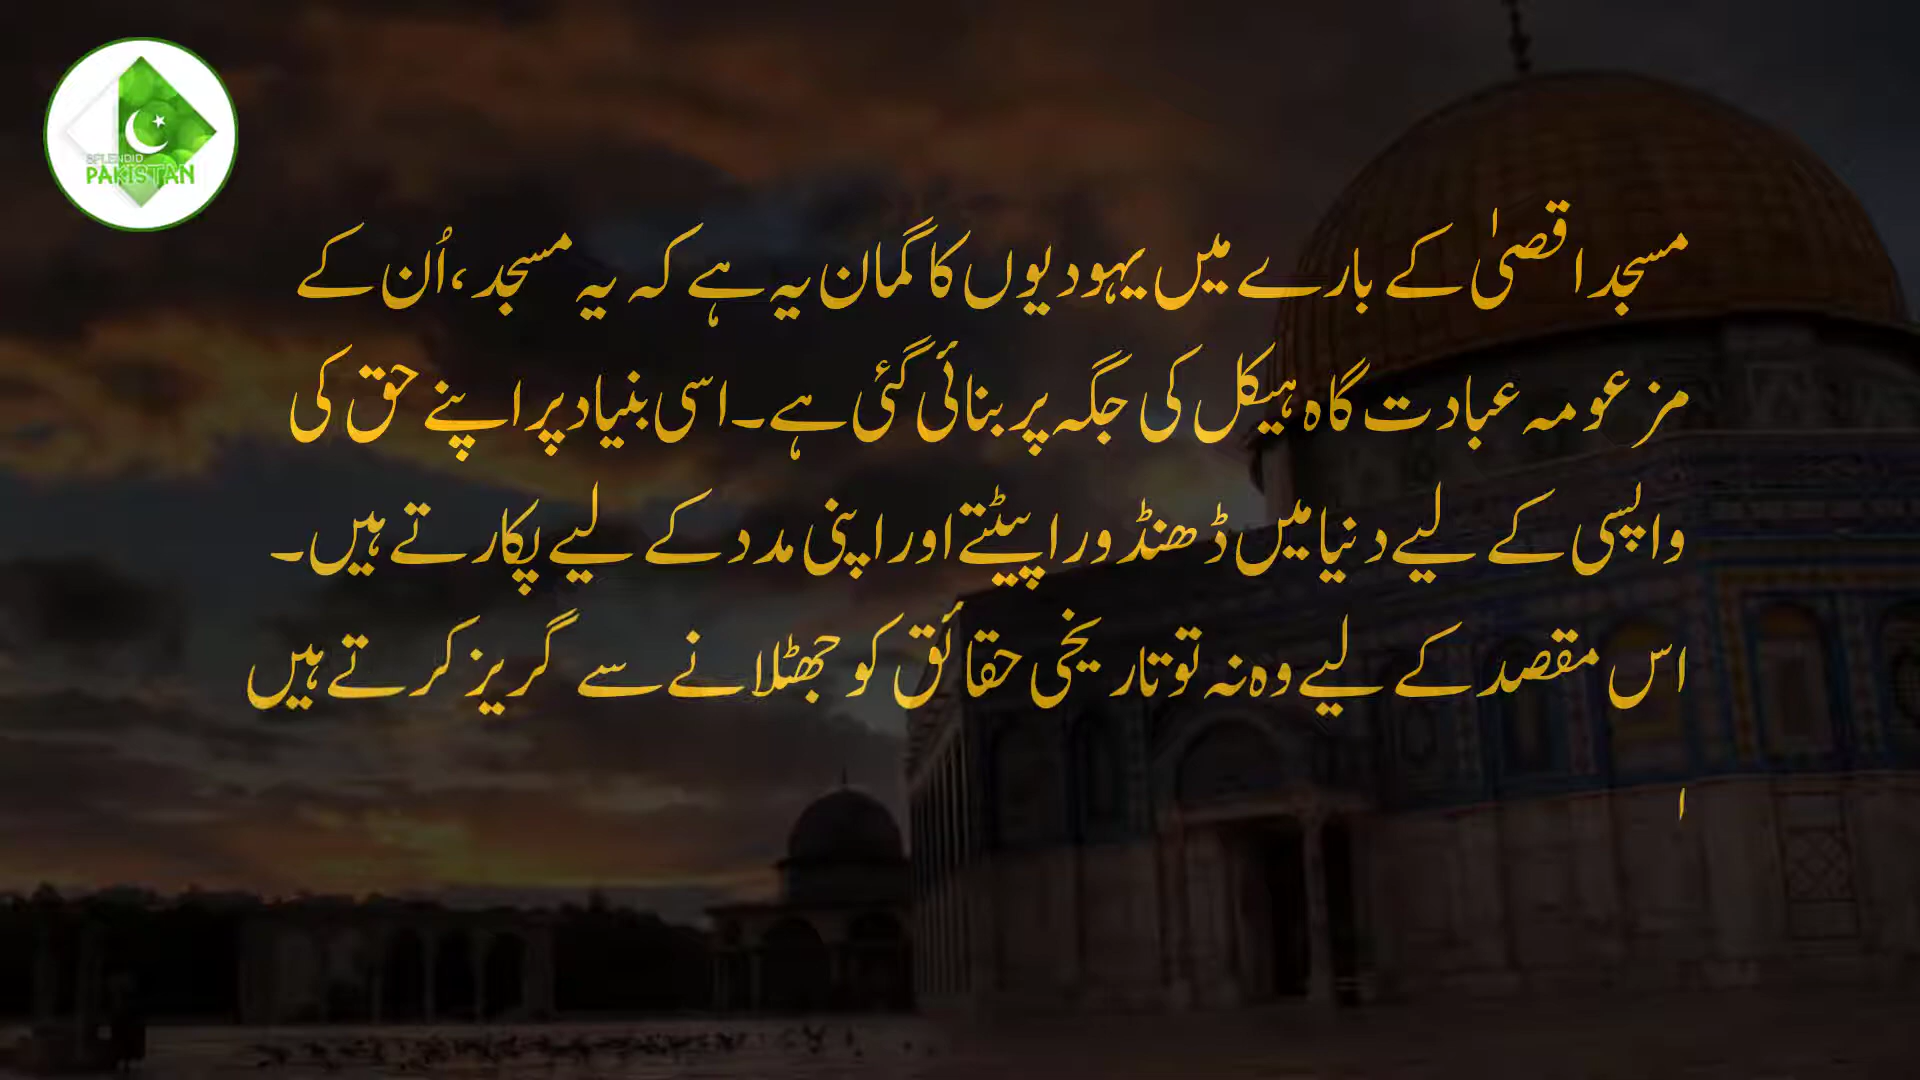 SPLENDID
PAKISTAN
مسجد اقصیٰ کے بارے میں یہودیوں کا گمان یہ ہے کہ یہ مسجد، اُن کے
مزعومہ عبادت گاہ ہیکل کی جگہ پر بنائی گئی ہے۔ اسی بنیاد پر اپنے حق کی
واپسی کے لیے دنیا میں ڈھنڈورا پیٹتے اور اپنی مدد کے لیے پکارتے ہیں۔
اس مقصد کے لیے وہ نہ تو تاریخی حقائق کو جھٹلانے سے گریز کرتے ہیں
ا